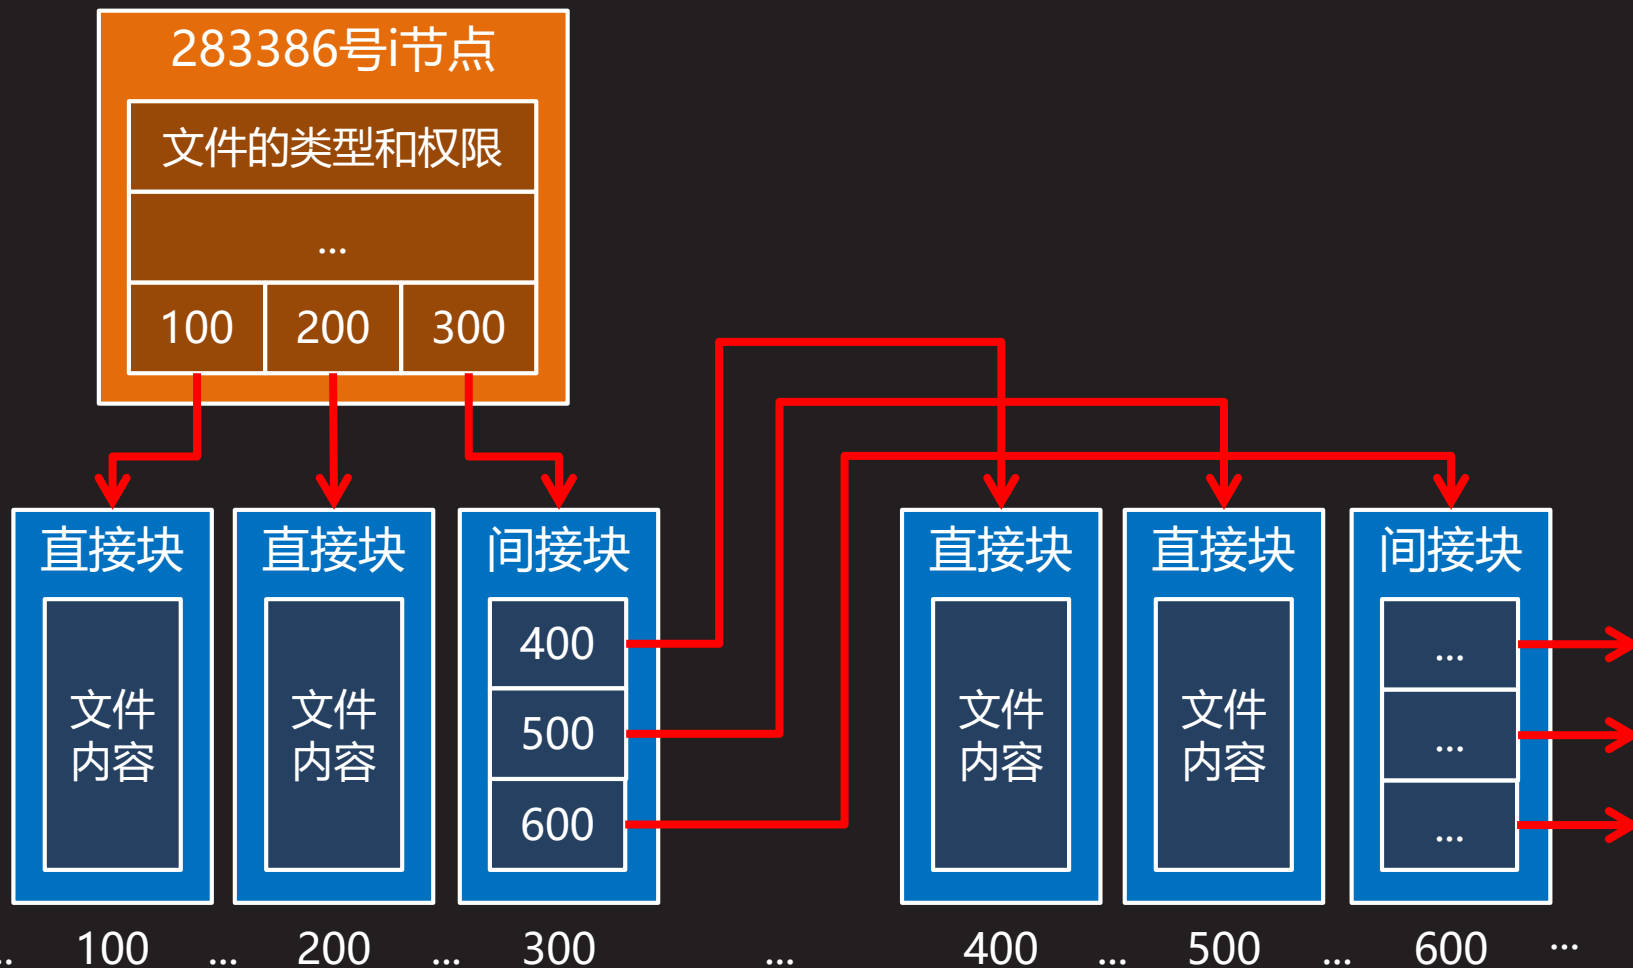 283386号i节点
文件的类型和权限
...
100 200 300
直接块 直接块 间接块 直接块 直接块 间接块
400 ...
文件 文件 500 文件 文件 ...
内容 内容 内容 内容
600 ...
... 100 ... 200 ... 300 ... 400 ... 500 ... 600 ...